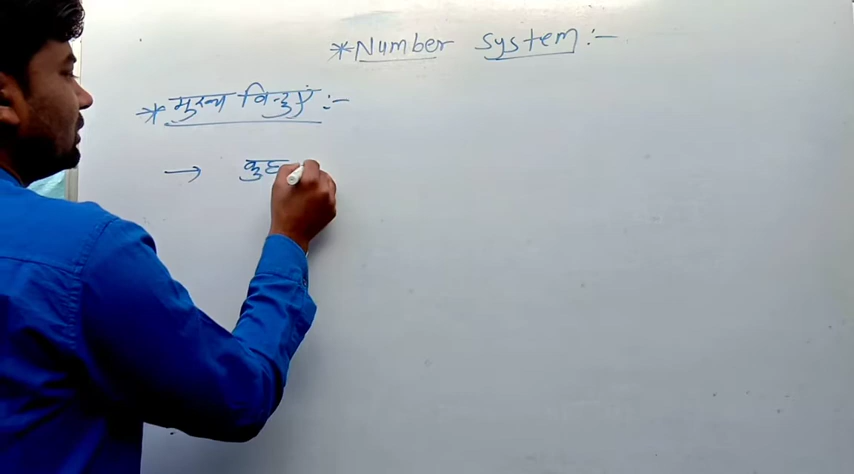 *Number System :-
* मुख्य बिन्दुएं :-
→ कुछ